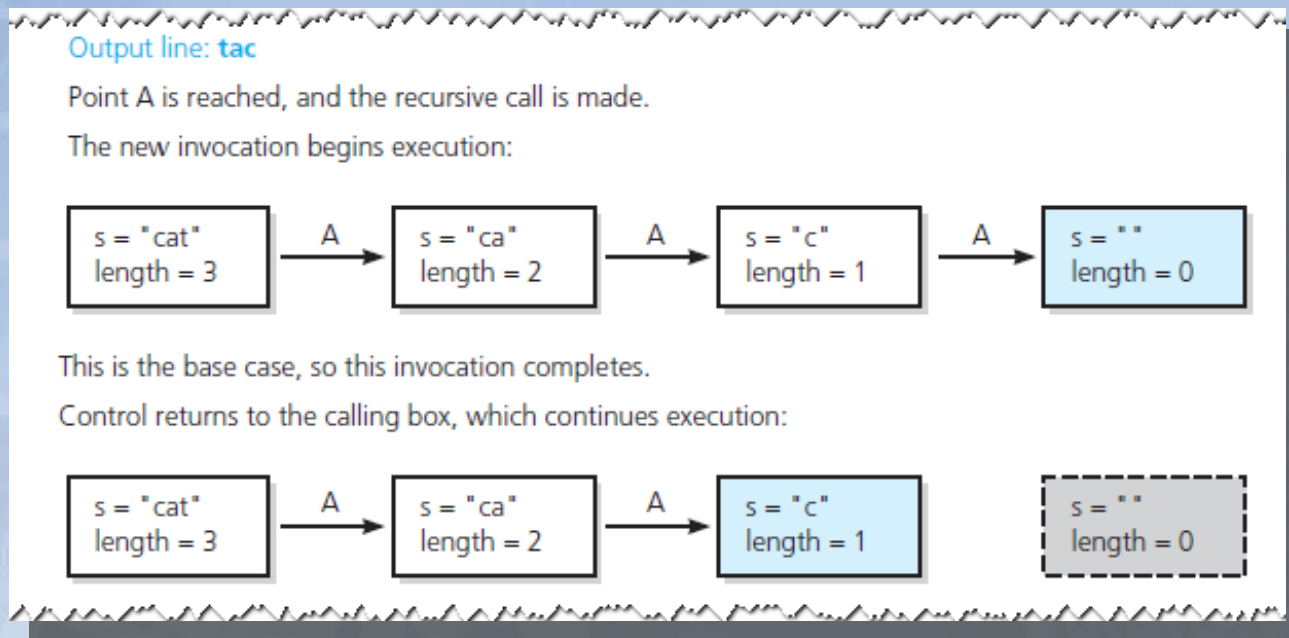 Output line: tac
Point A is reached, and the recursive call is made.
The new invocation begins execution:
s = "cat"
length = 3
A
s = "ca"
length = 2
A
s = "c"
length = 1
A
s = ""
length = 0
This is the base case, so this invocation completes.
Control returns to the calling box, which continues execution:
s = "cat"
length = 3
A
s = "ca"
length = 2
A
s = "c"
length = 1
s = ""
length = 0